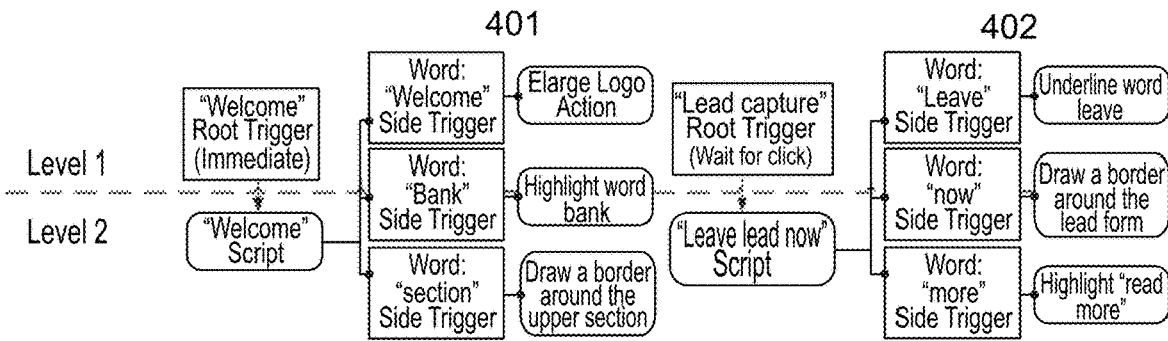 401
402
"Welcome"
Root Trigger
(Immediate)
Word:
"Welcome"
Side Trigger
Elarge Logo
Action
"Lead capture"
Root Trigger
(Wait for click)
Word:
"Leave"
Side Trigger
Underline word
leave
Level 1
Level 2
"Welcome"
Script
Word:
"Bank"
Side Trigger
Highlight word
bank
"Leave lead now"
Script
Word:
"now"
Side Trigger
Draw a border
around the
lead form
Word:
"section"
Side Trigger
Draw a border
around the
upper section
Word:
"more"
Side Trigger
Highlight "read
more"